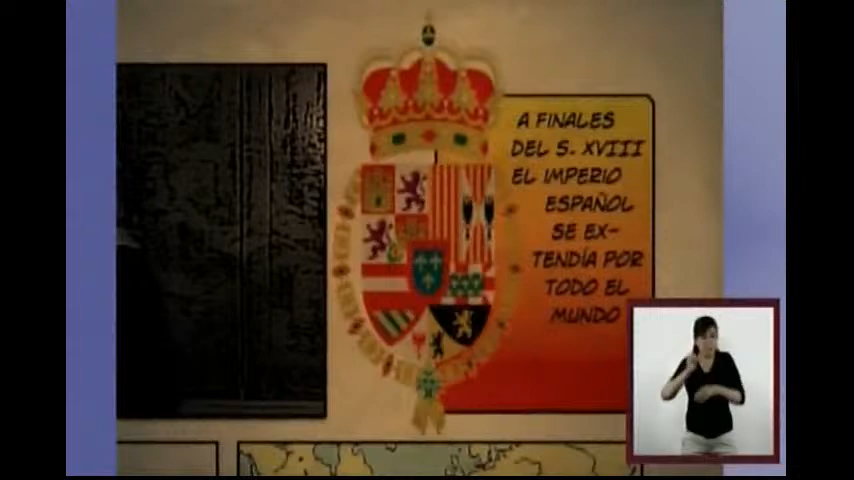 A FINALES
DEL S. XVIII
EL IMPERIO
ESPAÑOL
SE EX-
TENDÍA POR
TODO EL
MUNDO